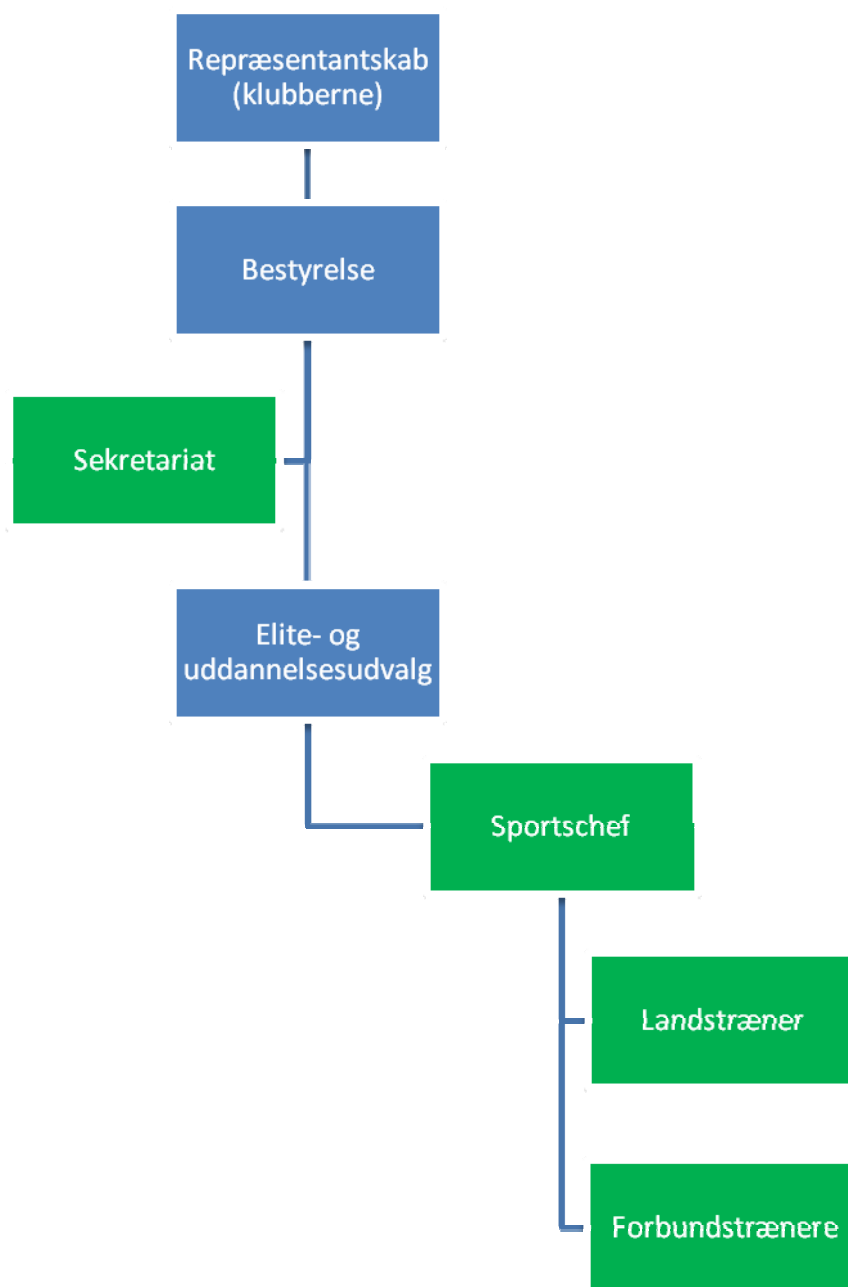 Repræsentantskab
(klubberne)
Bestyrelse
Sekretariat
Elite- og
uddannelsesudvalg
Sportschef
Landstræner
Forbundstrænere